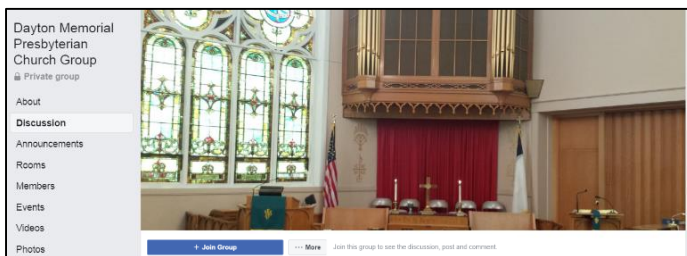 Dayton Memorial
Presbyterian
Church Group
Private group
About
Discussion
Announcements
Rooms
Members
Events
Videos
Photos
+ Join Group
··· More
Join this group to see the discussion, post and comment.